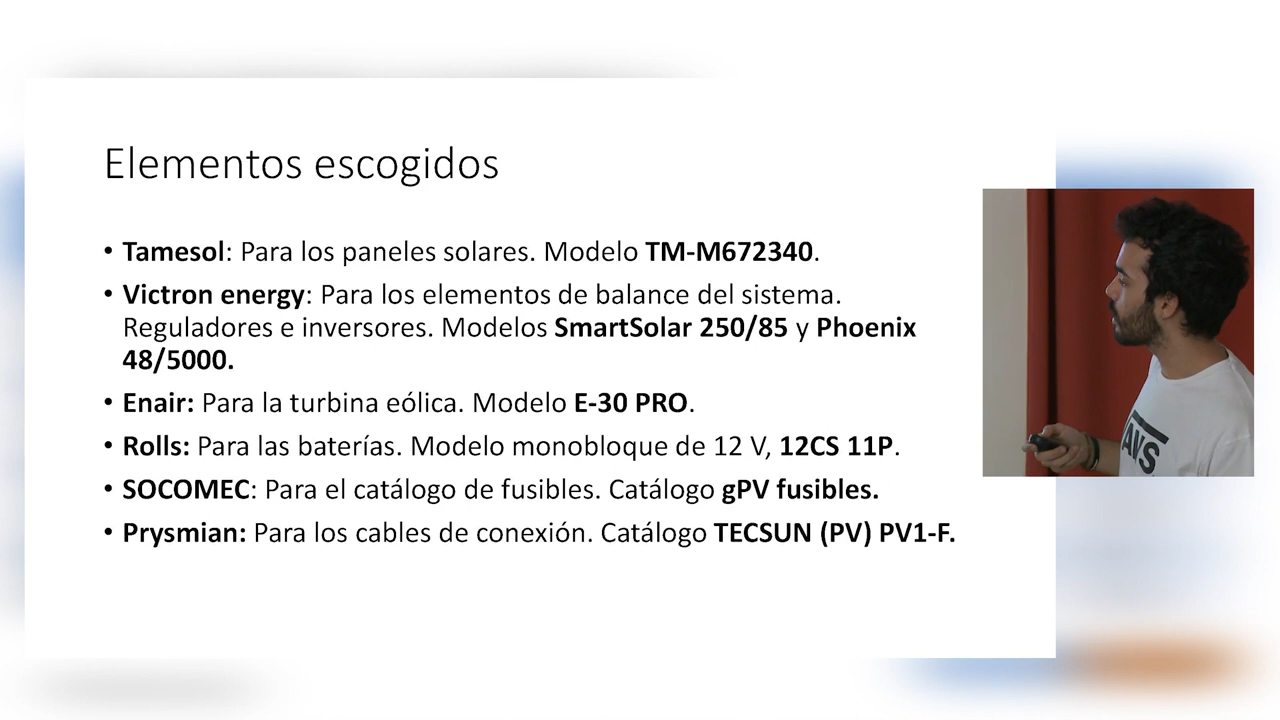 Elementos escogidos
• Tamesol: Para los paneles solares. Modelo TM-M672340.
• Victron energy: Para los elementos de balance del sistema.
Reguladores e inversores. Modelos SmartSolar 250/85 y Phoenix
48/5000.
• Enair: Para la turbina eólica. Modelo E-30 PRO.
• Rolls: Para las baterías. Modelo monobloque de 12 V, 12CS 11P.
• SOCOMEC: Para el catálogo de fusibles. Catálogo gPV fusibles.
• Prysmian: Para los cables de conexión. Catálogo TECSUN (PV) PV1-F.